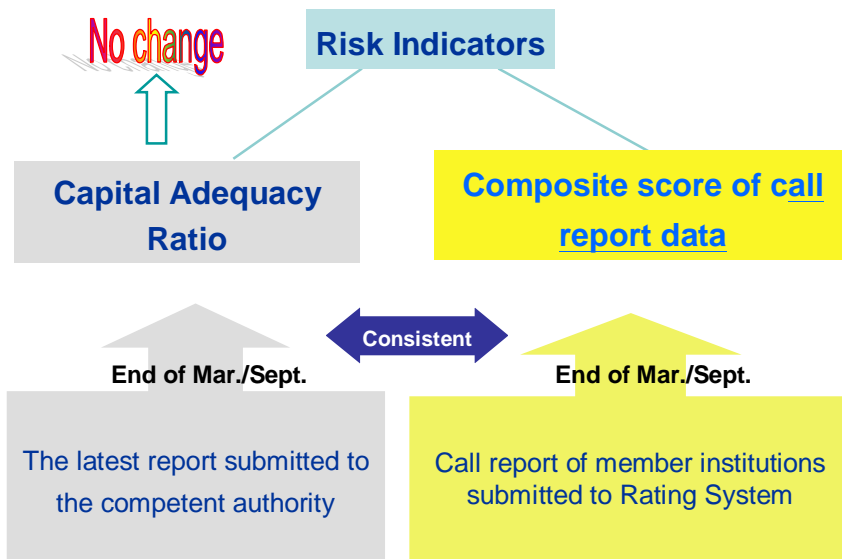 No change
Risk Indicators
Capital Adequacy
Ratio
Composite score of call
report data
Consistent
End of Mar./Sept.
End of Mar./Sept.
The latest report submitted to
the competent authority
Call report of member institutions
submitted to Rating System